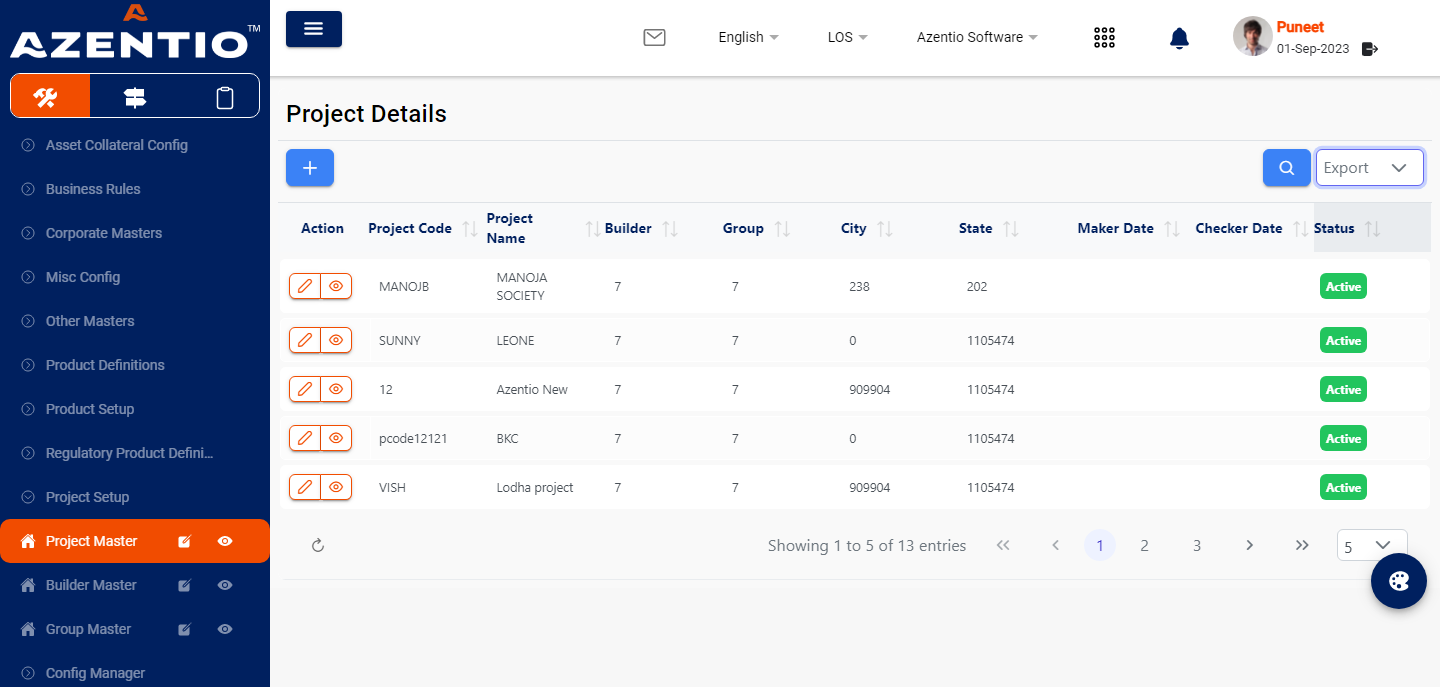 AZENTIO™
English
LOS
Azentio Software
Puneet
01-Sep-2023
Asset Collateral Config
Business Rules
Corporate Masters
Misc Config
Other Masters
Product Definitions
Product Setup
Regulatory Product Defini...
Project Setup
Project Master
Builder Master
Group Master
Config Manager
Project Details
Export
Action Project Code Project Name Builder Group City State Maker Date Checker Date Status
MANOJB MANOJA SOCIETY 7 7 238 202 Active
SUNNY LEONE 7 7 0 1105474 Active
12 Azentio New 7 7 909904 1105474 Active
pcode12121 BKC 7 7 0 1105474 Active
VISH Lodha project 7 7 909904 1105474 Active
Showing 1 to 5 of 13 entries « ‹ 1 2 3 › » 5